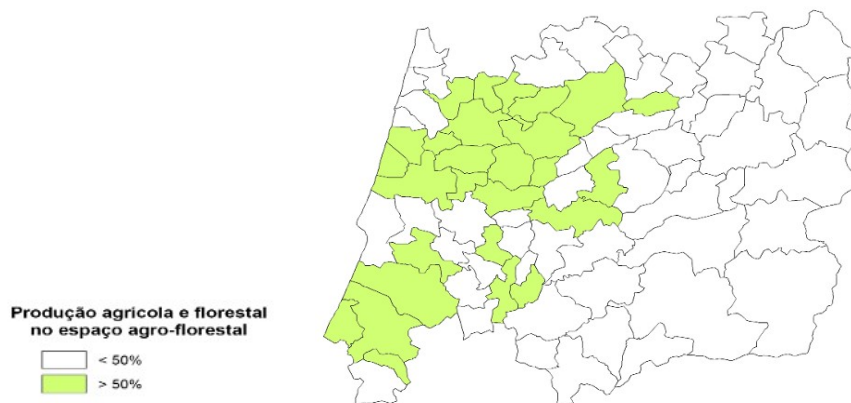 Produção agrícola e florestal
no espaço agro-florestal
< 50%
> 50%